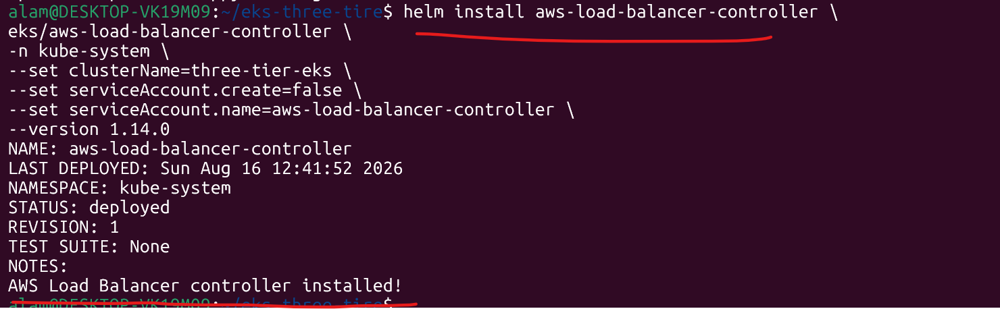 alam@DESKTOP-VK19M09:~/eks-three-tire$ helm install aws-load-balancer-controller \
eks/aws-load-balancer-controller \
-n kube-system \
--set clusterName=three-tier-eks \
--set serviceAccount.create=false \
--set serviceAccount.name=aws-load-balancer-controller \
--version 1.14.0
NAME: aws-load-balancer-controller
LAST DEPLOYED: Sun Aug 16 12:41:52 2026
NAMESPACE: kube-system
STATUS: deployed
REVISION: 1
TEST SUITE: None
NOTES:
AWS Load Balancer controller installed!
alam@DESKTOP-VK19M09:~/eks-three-tire$